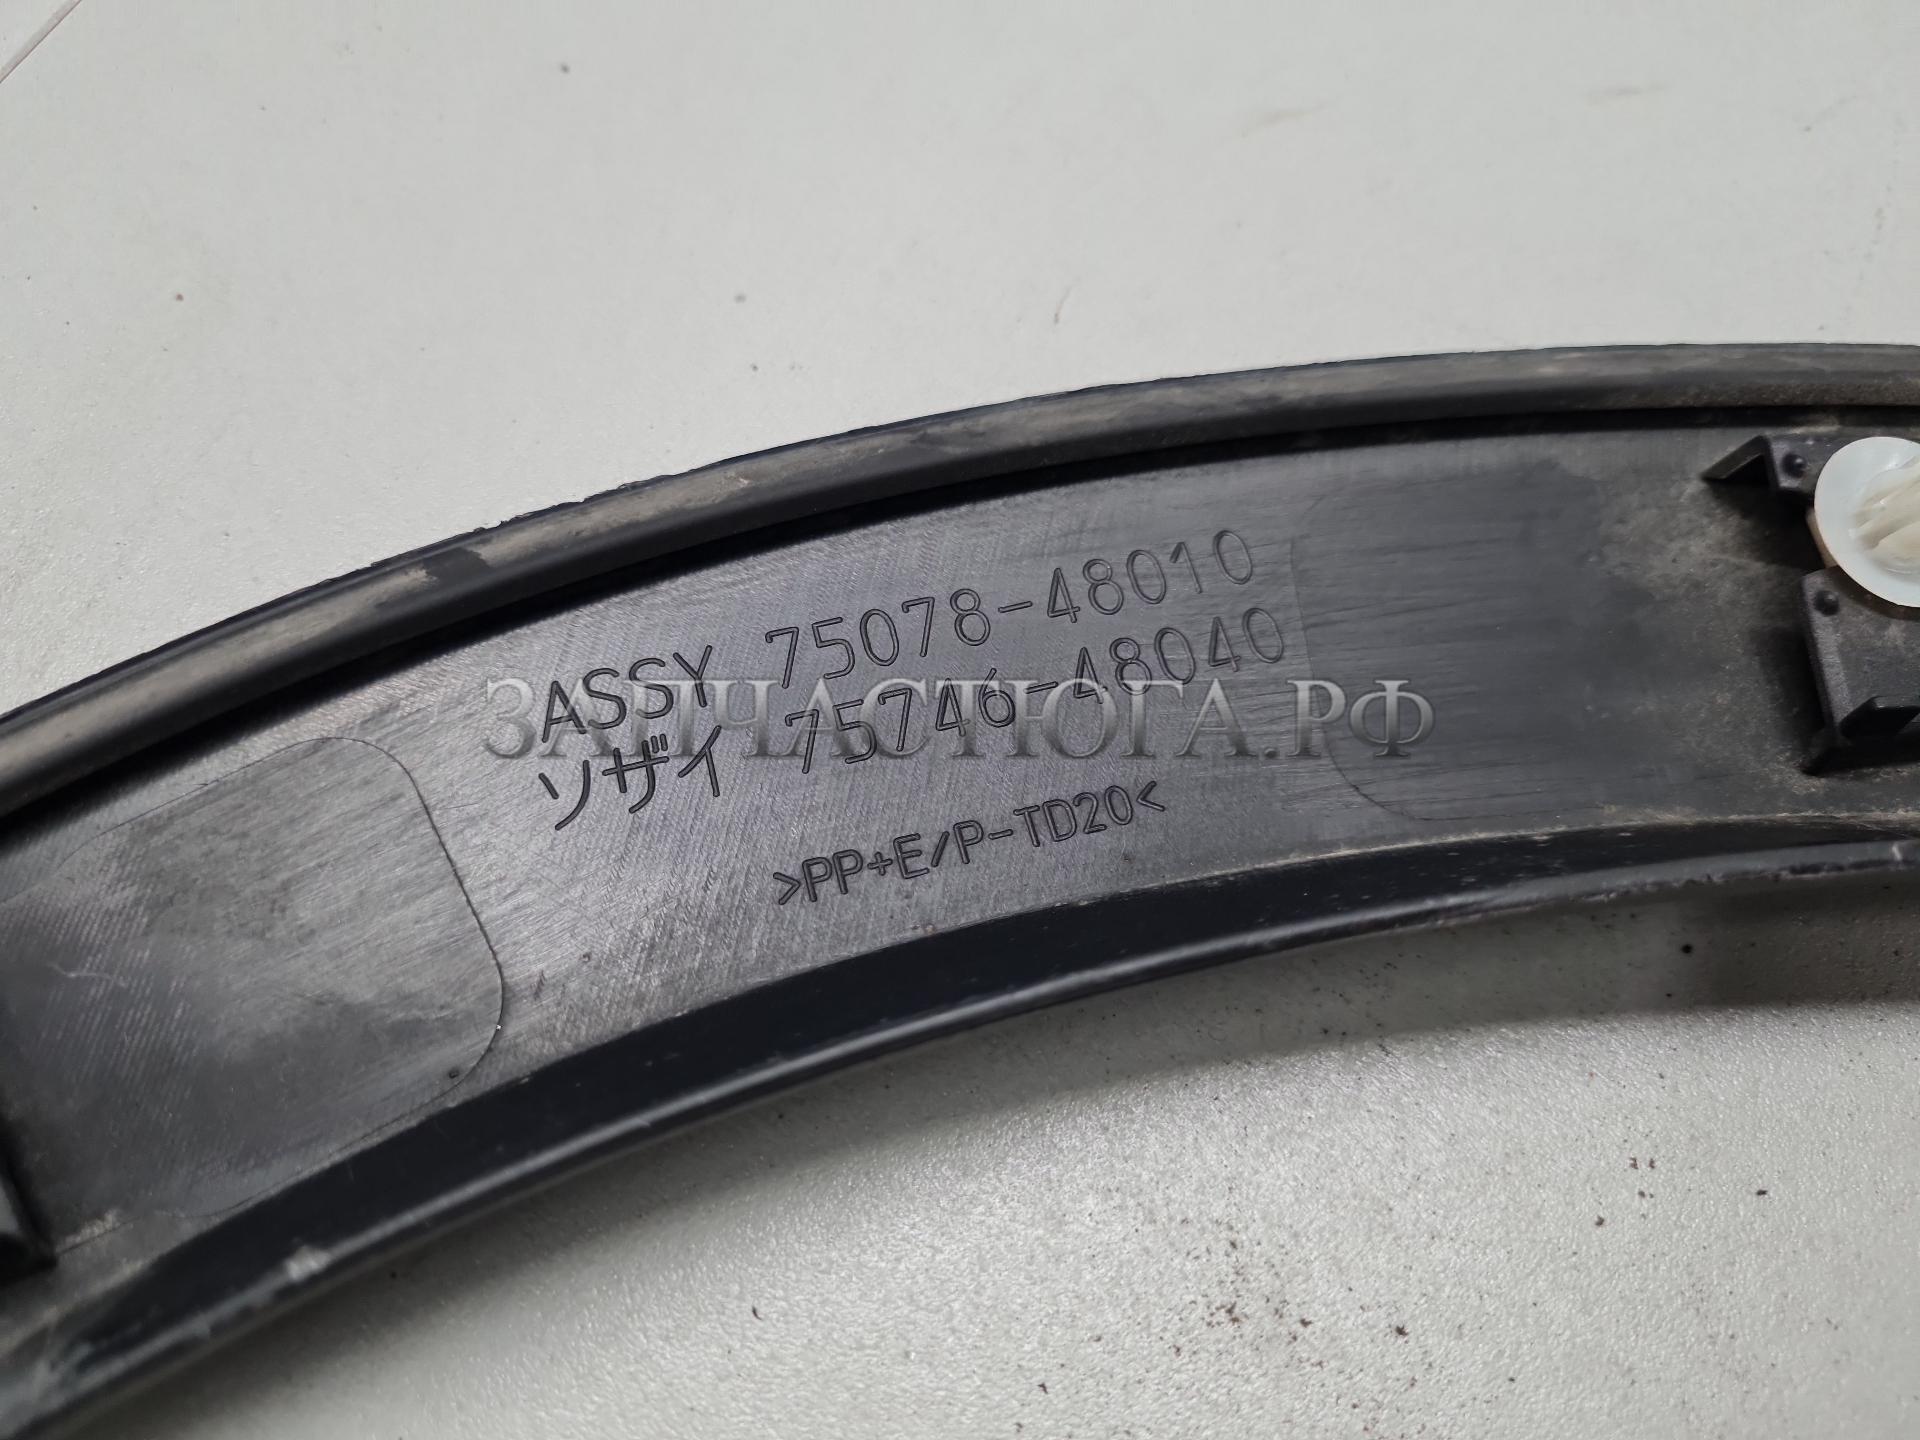 ASSY 75078-48010
ソザイ 75746-48040
ЗАПЧАСТЮГА.РФ
>PP+E/P-TD20<